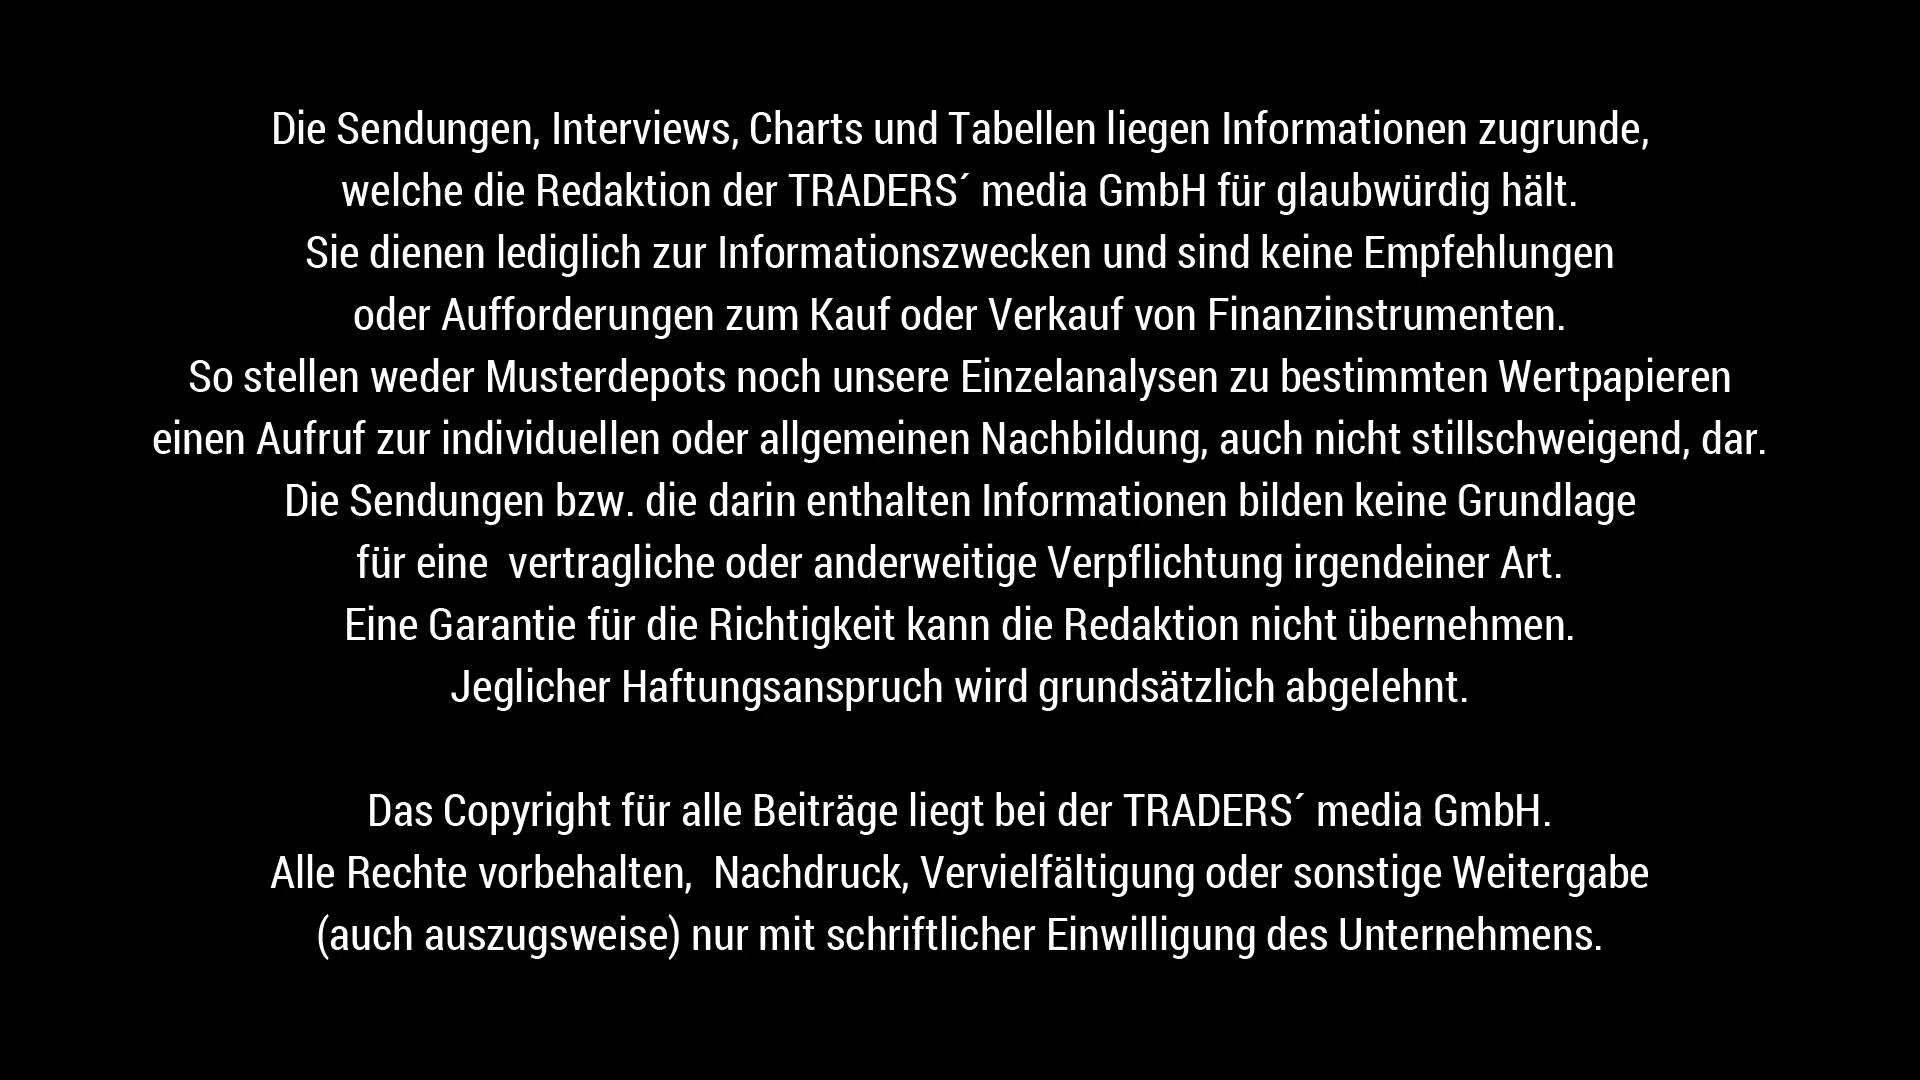 Die Sendungen, Interviews, Charts und Tabellen liegen Informationen zugrunde,
welche die Redaktion der TRADERS´ media GmbH für glaubwürdig hält.
Sie dienen lediglich zur Informationszwecken und sind keine Empfehlungen
oder Aufforderungen zum Kauf oder Verkauf von Finanzinstrumenten.
So stellen weder Musterdepots noch unsere Einzelanalysen zu bestimmten Wertpapieren
einen Aufruf zur individuellen oder allgemeinen Nachbildung, auch nicht stillschweigend, dar.
Die Sendungen bzw. die darin enthalten Informationen bilden keine Grundlage
für eine  vertragliche oder anderweitige Verpflichtung irgendeiner Art.
Eine Garantie für die Richtigkeit kann die Redaktion nicht übernehmen.
Jeglicher Haftungsanspruch wird grundsätzlich abgelehnt.
Das Copyright für alle Beiträge liegt bei der TRADERS´ media GmbH.
Alle Rechte vorbehalten,  Nachdruck, Vervielfältigung oder sonstige Weitergabe
(auch auszugsweise) nur mit schriftlicher Einwilligung des Unternehmens.